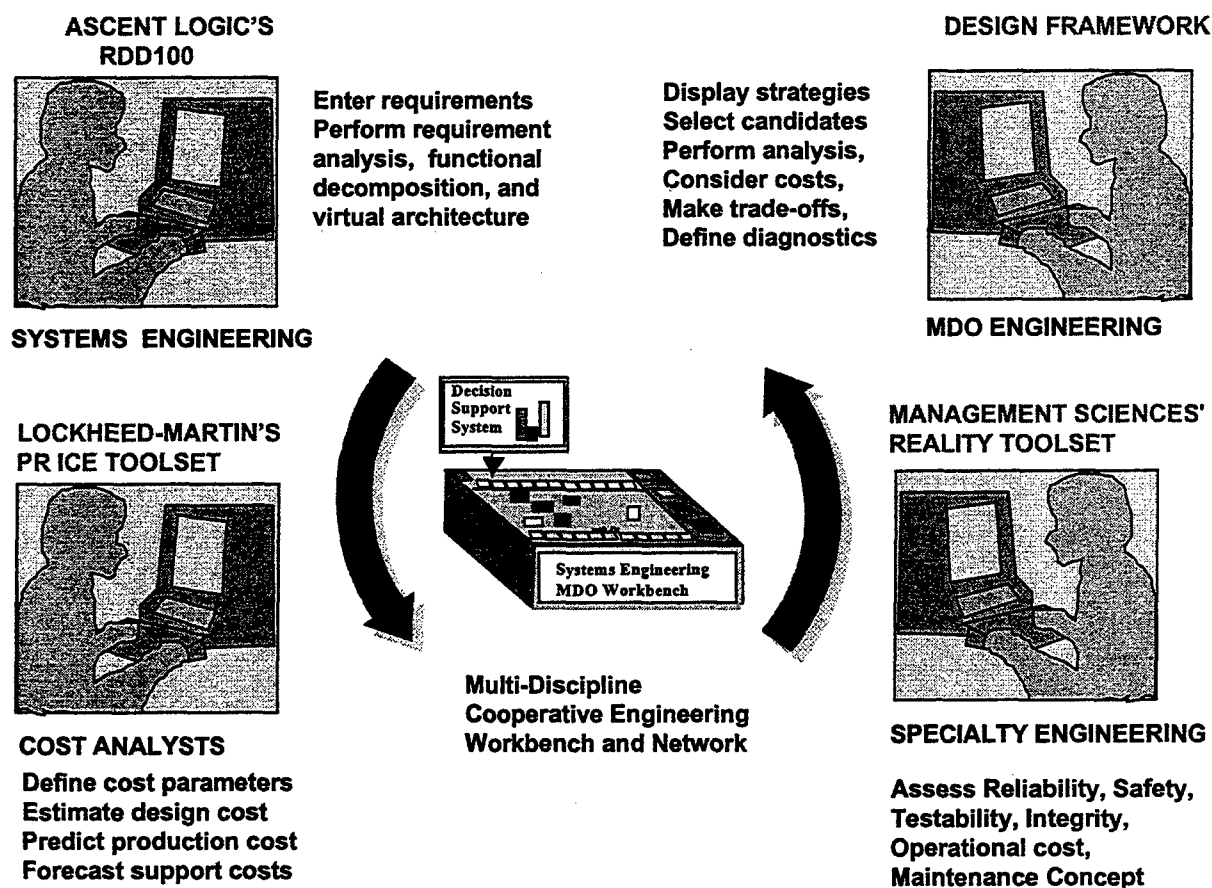 ASCENT LOGIC'S
RDD100
Enter requirements
Perform requirement
analysis, functional
decomposition, and
virtual architecture
SYSTEMS ENGINEERING
DESIGN FRAMEWORK
Display strategies
Select candidates
Perform analysis,
Consider costs,
Make trade-offs,
Define diagnostics
MDO ENGINEERING
Decision
Support
System
Systems Engineering
MDO Workbench
Multi-Discipline
Cooperative Engineering
Workbench and Network
LOCKHEED-MARTIN'S
PR ICE TOOLSET
COST ANALYSTS
Define cost parameters
Estimate design cost
Predict production cost
Forecast support costs
MANAGEMENT SCIENCES'
REALITY TOOLSET
SPECIALTY ENGINEERING
Assess Reliability, Safety,
Testability, Integrity,
Operational cost,
Maintenance Concept